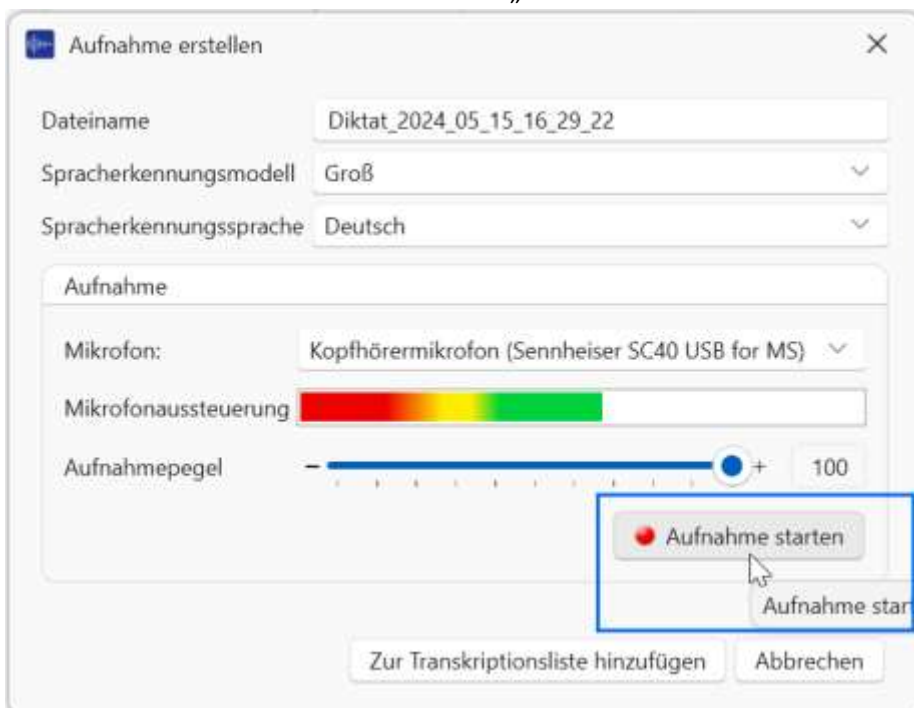 „
Aufnahme erstellen
Dateiname Diktat_2024_05_15_16_29_22
Spracherkennungsmodell Groß
Spracherkennungssprache Deutsch
Aufnahme
Mikrofon: Kopfhörermikrofon (Sennheiser SC40 USB for MS)
Mikrofonaussteuerung
Aufnahmepegel - + 100
Aufnahme starten
Aufnahme star
Zur Transkriptionsliste hinzufügen Abbrechen